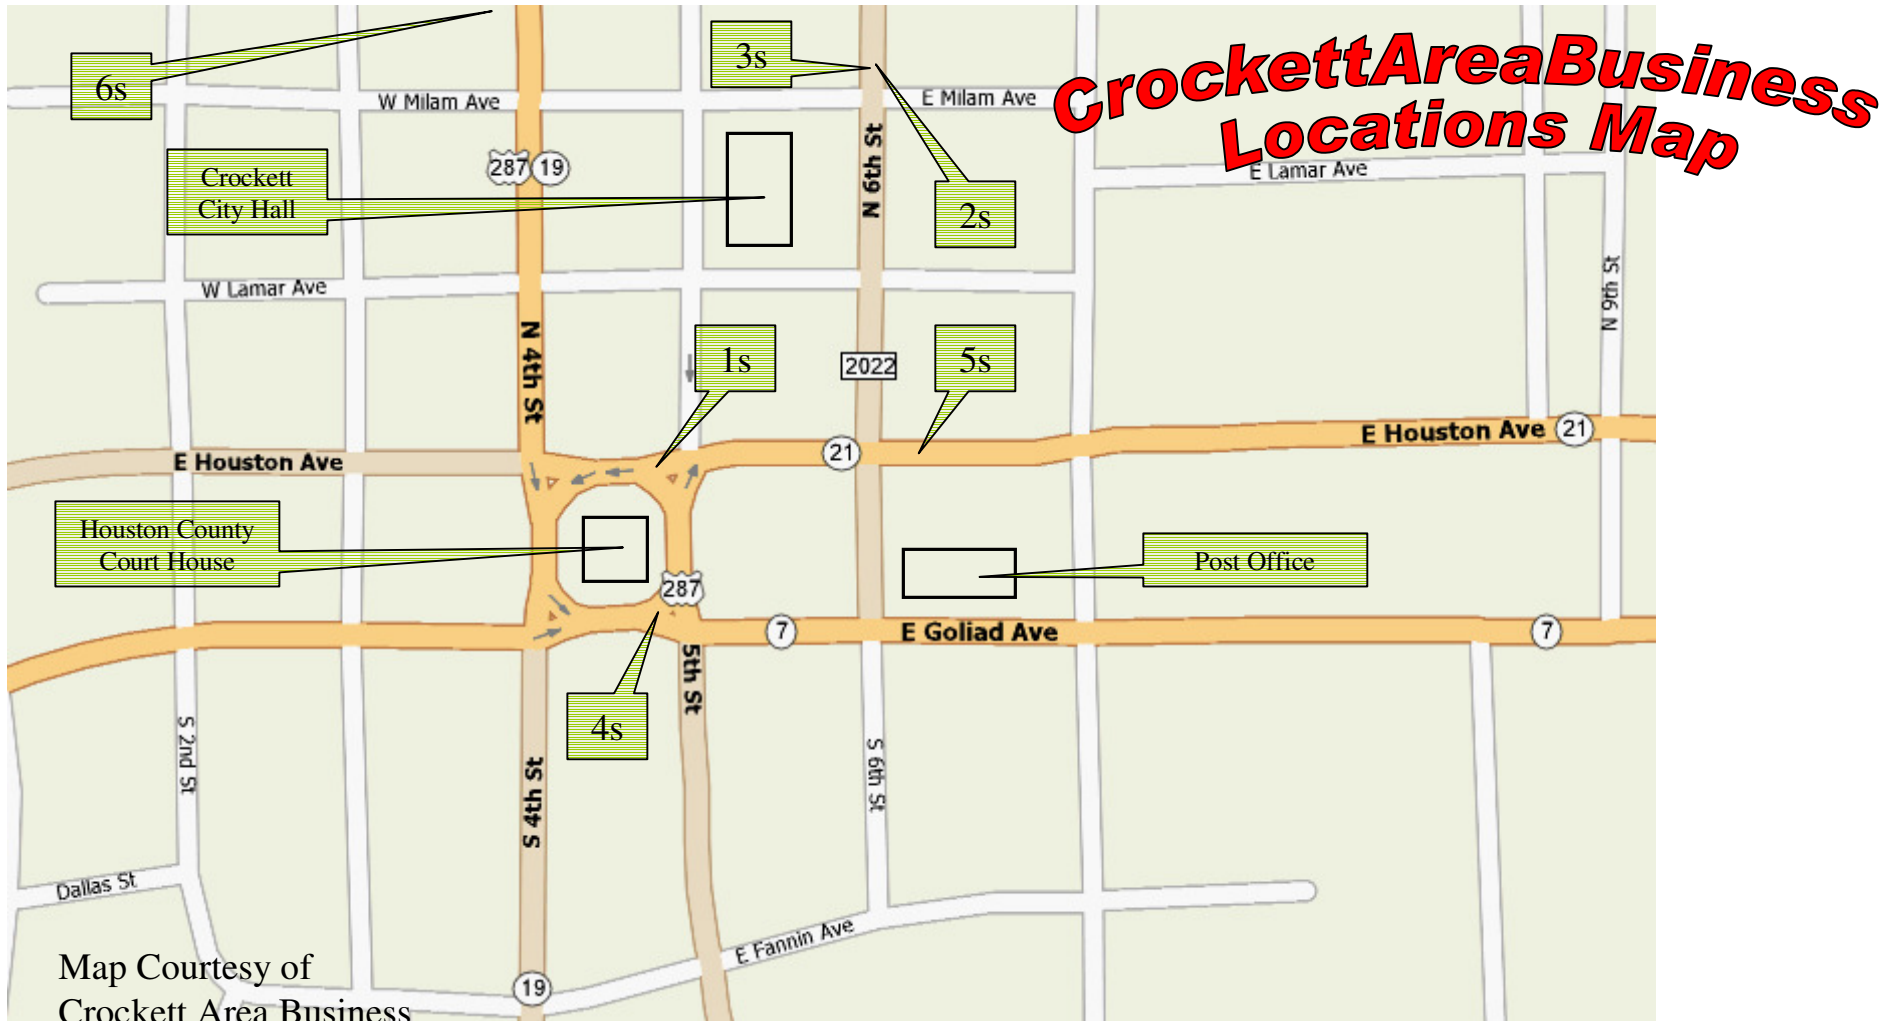 CrockettAreaBusiness
Locations Map
6s
3s
W Milam Ave
E Milam Ave
287
19
N 6th St
Crockett
City Hall
2s
E Lamar Ave
W Lamar Ave
N 9th St
N 4th St
1s
2022
5s
E Houston Ave
21
E Houston Ave
21
Houston County
Court House
Post Office
287
7
E Goliad Ave
7
5th St
4s
S 2nd St
S 4th St
S 6th St
Dallas St
E Fannin Ave
19
Map Courtesy of
Crockett Area Business